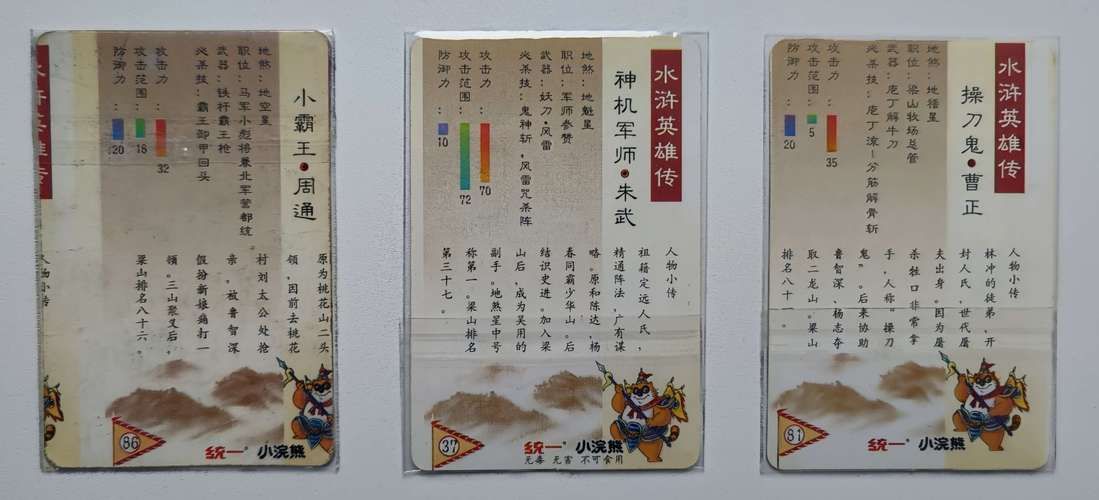 小霸王·周通
地煞:地空星
职位:马军小彪将兼北军营都统
武器:铁杆霸王枪
必杀技:霸王卸甲回头
攻击力:
32
攻击范围:
18
防御力:
20
人物小传
原为桃花山二头
领,因前去桃花
村刘太公处抢
亲,被鲁智深
假扮新娘痛打一
领。三山聚义后,
梁山排名八十六。
水浒英雄传
86
统一 小浣熊
水浒英雄传
神机军师·朱武
地煞:地魁星
职位:军师参赞
武器:妖刀·风雷
必杀技:鬼神斩,风雷咒杀阵
攻击力:
70
攻击范围:
72
防御力:
10
人物小传
祖籍定远人民,
精通阵法,广有谋
略。原和陈达,杨
春同霸少华山。后
结识史进。加入梁
山后,成为吴用的
副手。地煞星中号
称第一。梁山排名
第三十七。
37
统一 小浣熊
无毒 无害 不可食用
水浒英雄传
操刀鬼·曹正
地煞:地稽星
职位:梁山牧场总管
武器:庖丁解牛刀
必杀技:庖丁滚—分筋解骨斩
攻击力:
35
攻击范围:
5
防御力:
20
人物小传
林冲的徒弟,开
封人民,世代屠
夫出身。因为屠
杀牲口非常拿
手,人称"操刀
鬼"。后来协助
鲁智深、杨志夺
取二龙山。梁山
排名八十一。
81
统一 小浣熊